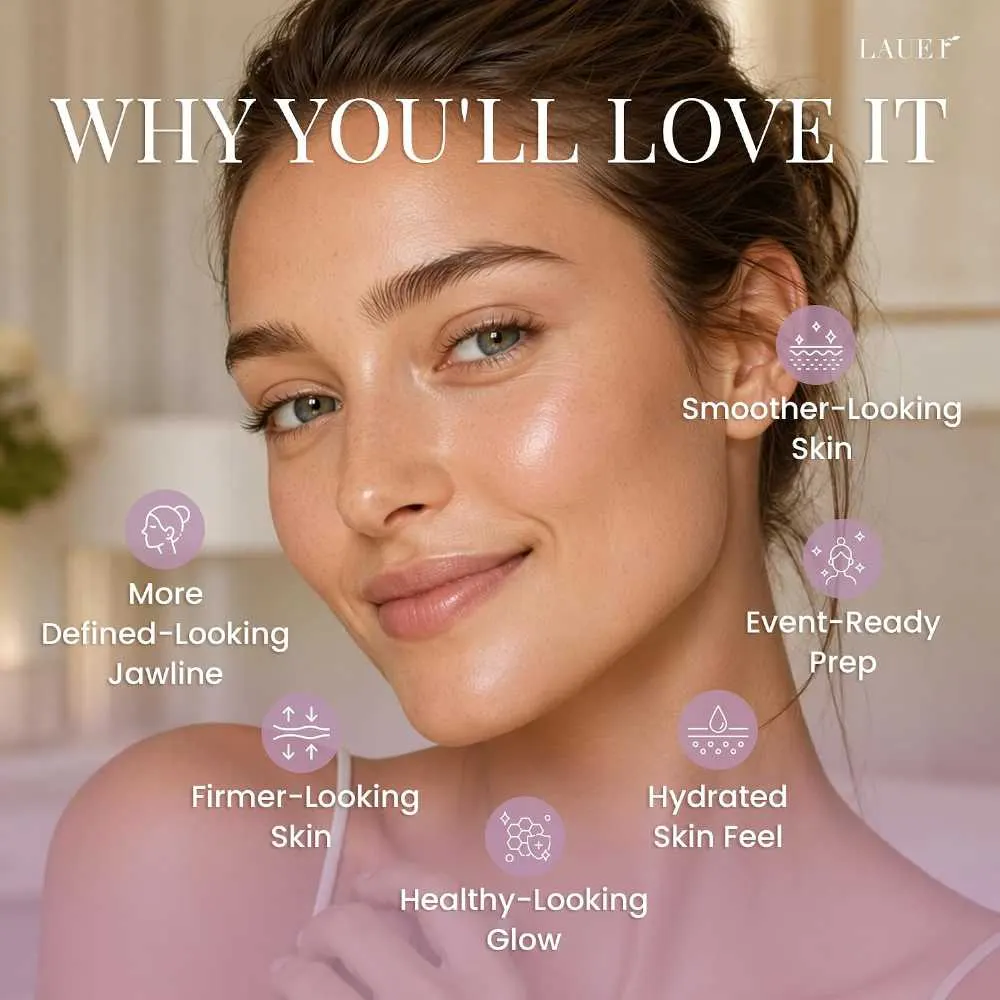 LAUER
WHY YOU'LL LOVE IT
Smoother-Looking
Skin
More
Defined-Looking
Jawline
Event-Ready
Prep
Firmer-Looking
Skin
Hydrated
Skin Feel
Healthy-Looking
Glow